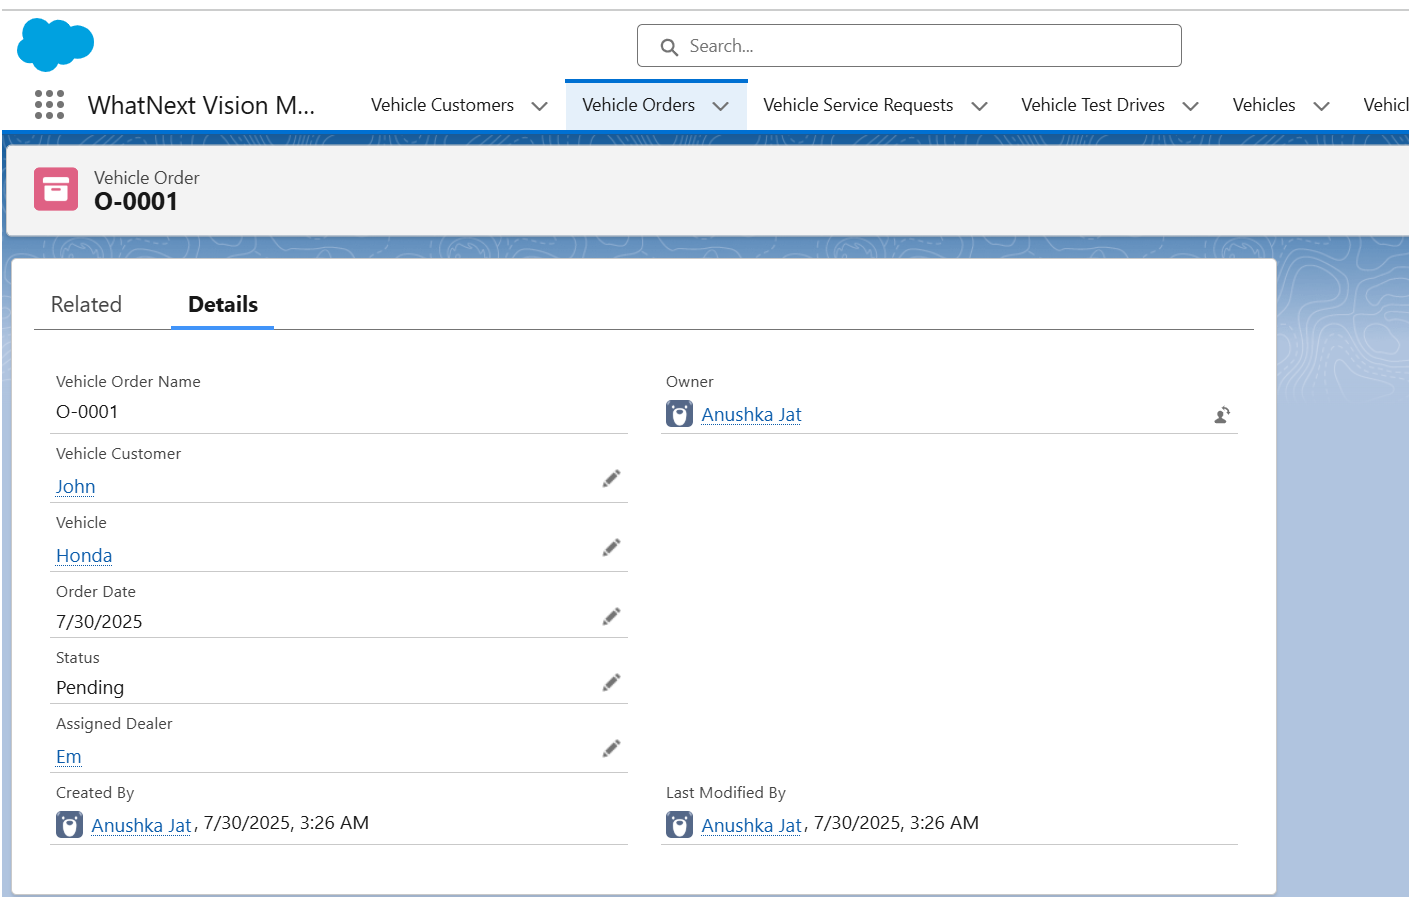 Search...
WhatNext Vision M...
Vehicle Customers
Vehicle Orders
Vehicle Service Requests
Vehicle Test Drives
Vehicles
Vehicl
Vehicle Order
O-0001
Related
Details
Vehicle Order Name
O-0001
Owner
Anushka Jat
Vehicle Customer
John
Vehicle
Honda
Order Date
7/30/2025
Status
Pending
Assigned Dealer
Em
Created By
Anushka Jat, 7/30/2025, 3:26 AM
Last Modified By
Anushka Jat, 7/30/2025, 3:26 AM